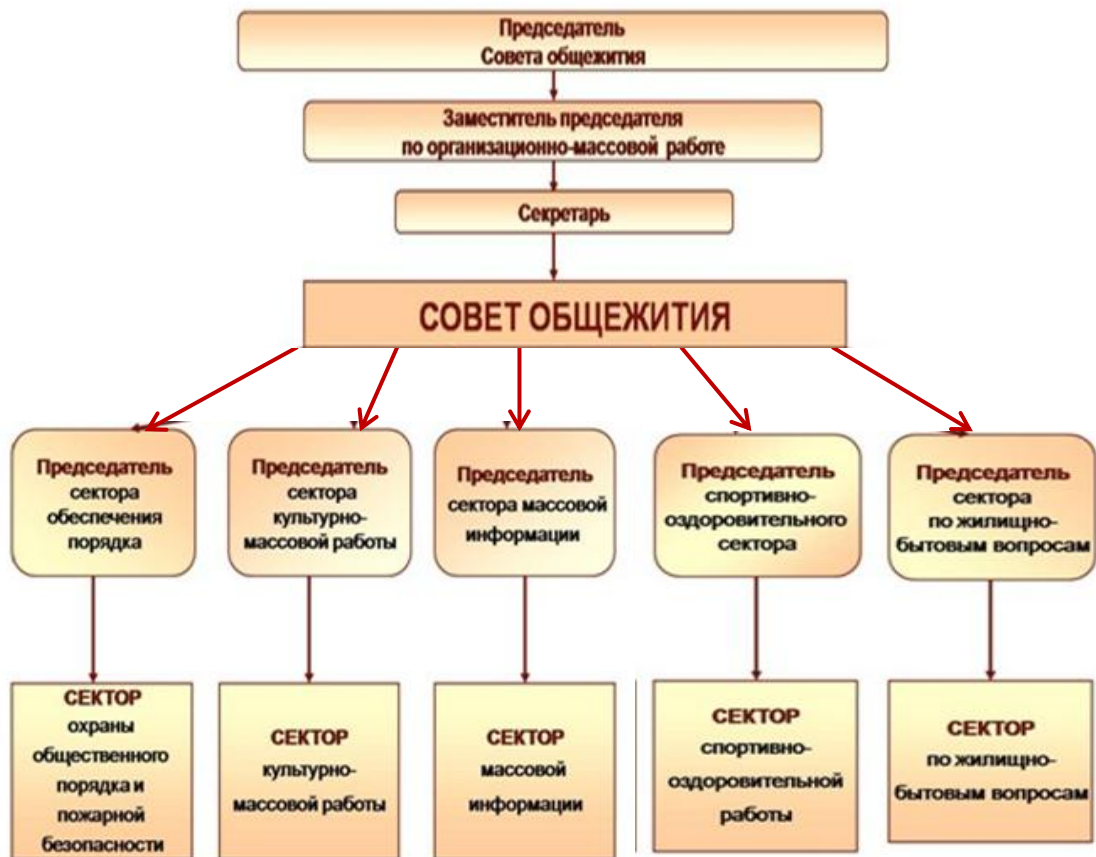 Председатель
Совета общежития
Заместитель председателя
по организационно-массовой работе
Секретарь
СОВЕТ ОБЩЕЖИТИЯ
Председатель
сектора
обеспечения
порядка
Председатель
сектора
культурно-
массовой работы
Председатель
сектора массовой
информации
Председатель
спортивно-
оздоровительного
сектора
Председатель
сектора
по жилищно-
бытовым вопросам
СЕКТОР
охраны
общественного
порядка и
пожарной
безопасности
СЕКТОР
культурно-
массовой работы
СЕКТОР
массовой
информации
СЕКТОР
спортивно-
оздоровительной
работы
СЕКТОР
по жилищно-
бытовым вопросам